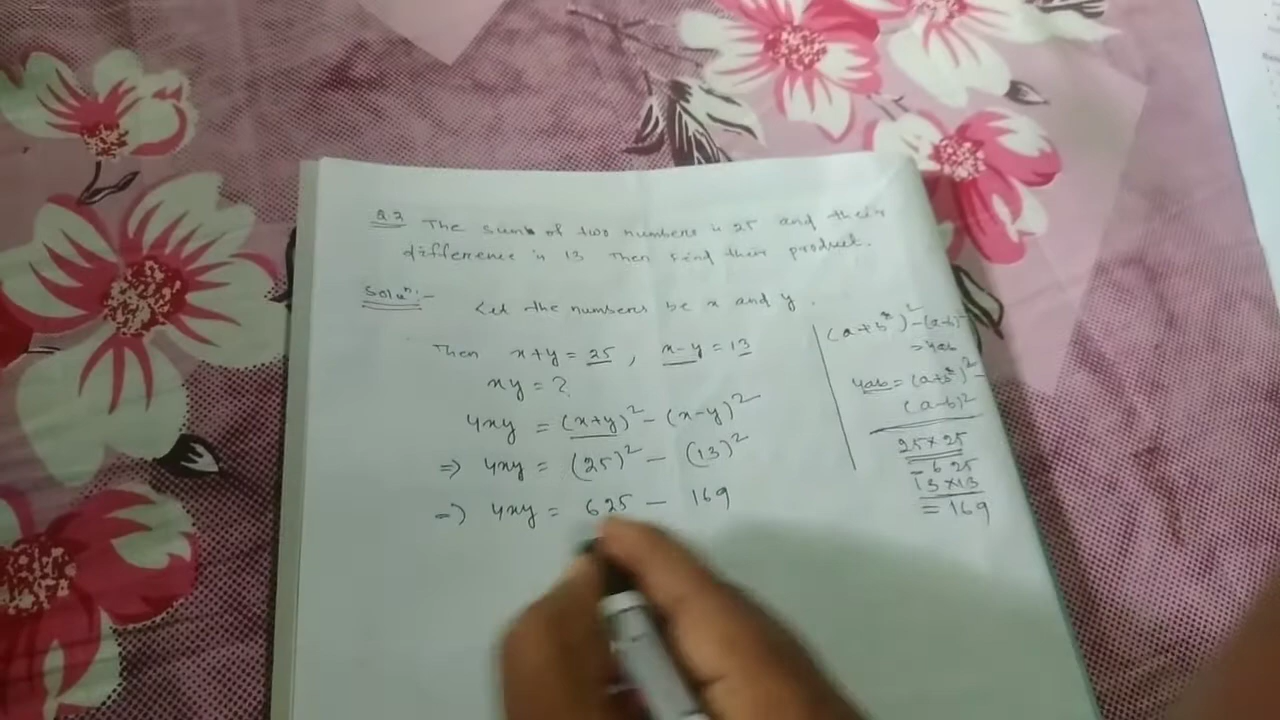 Q.2 The sum of two numbers is 25 and their
difference is 13 Then find their product.
Soluⁿ:-
Let the numbers be x and y.
Then x+y = 25, x-y = 13
xy = ?
4xy = (x+y)² - (x-y)²
=> 4xy = (25)² - (13)²
=> 4xy = 625 - 169
(a+b)² - (a-b)²
= 4ab
4ab = (a+b)² -
(a-b)²
25×25
625
13×13
= 169